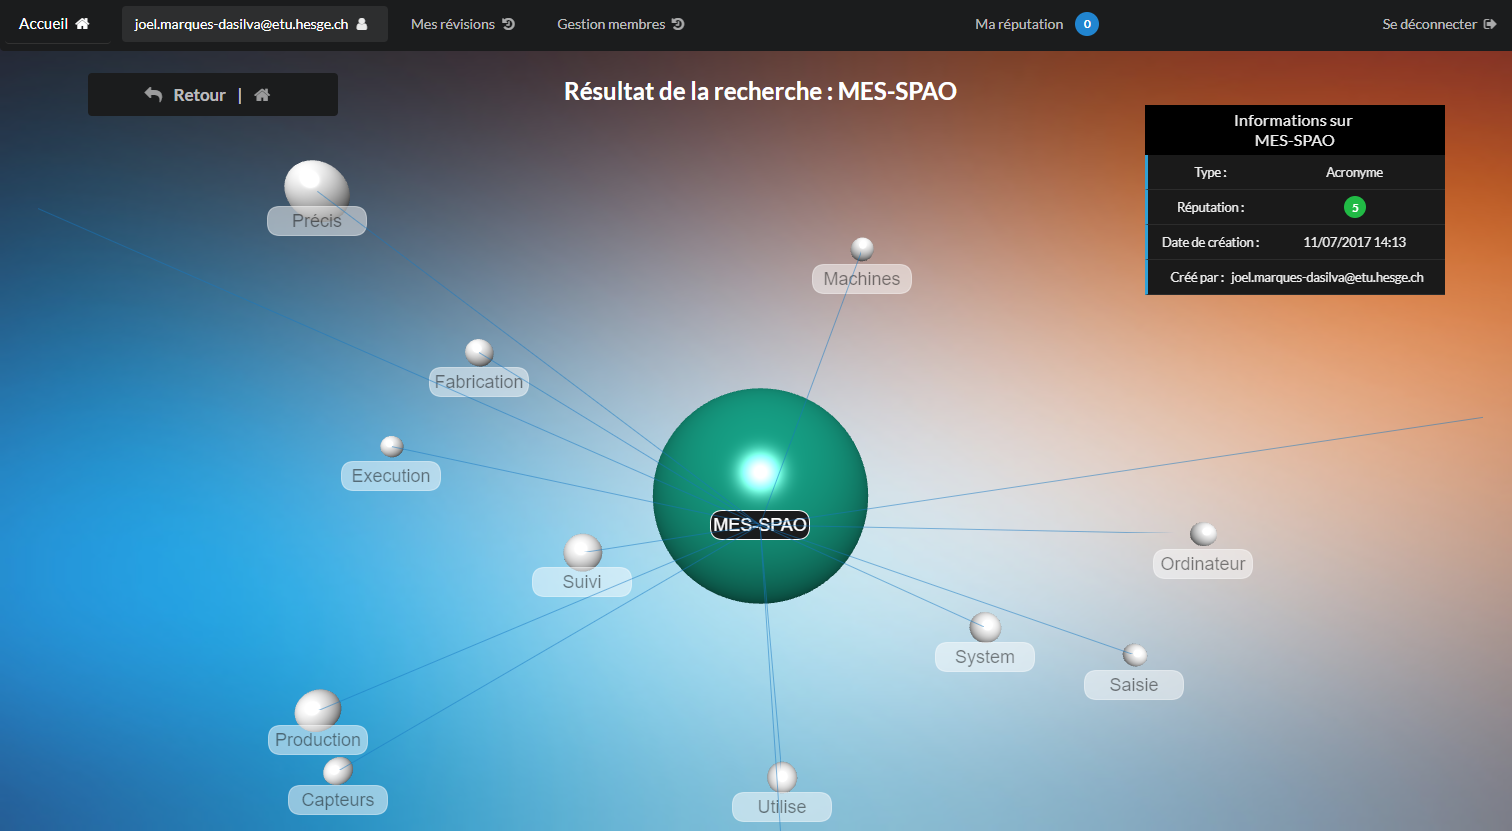 Accueil
joel.marques-dasilva@etu.hesge.ch
Mes révisions
Gestion membres
Ma réputation 0
Se déconnecter
Retour |
Résultat de la recherche : MES-SPAO
Informations sur
MES-SPAO
Type : Acronyme
Réputation : 5
Date de création : 11/07/2017 14:13
Créé par : joel.marques-dasilva@etu.hesge.ch
Précis
Machines
Fabrication
Execution
MES-SPAO
Ordinateur
Suivi
System
Saisie
Production
Capteurs
Utilise